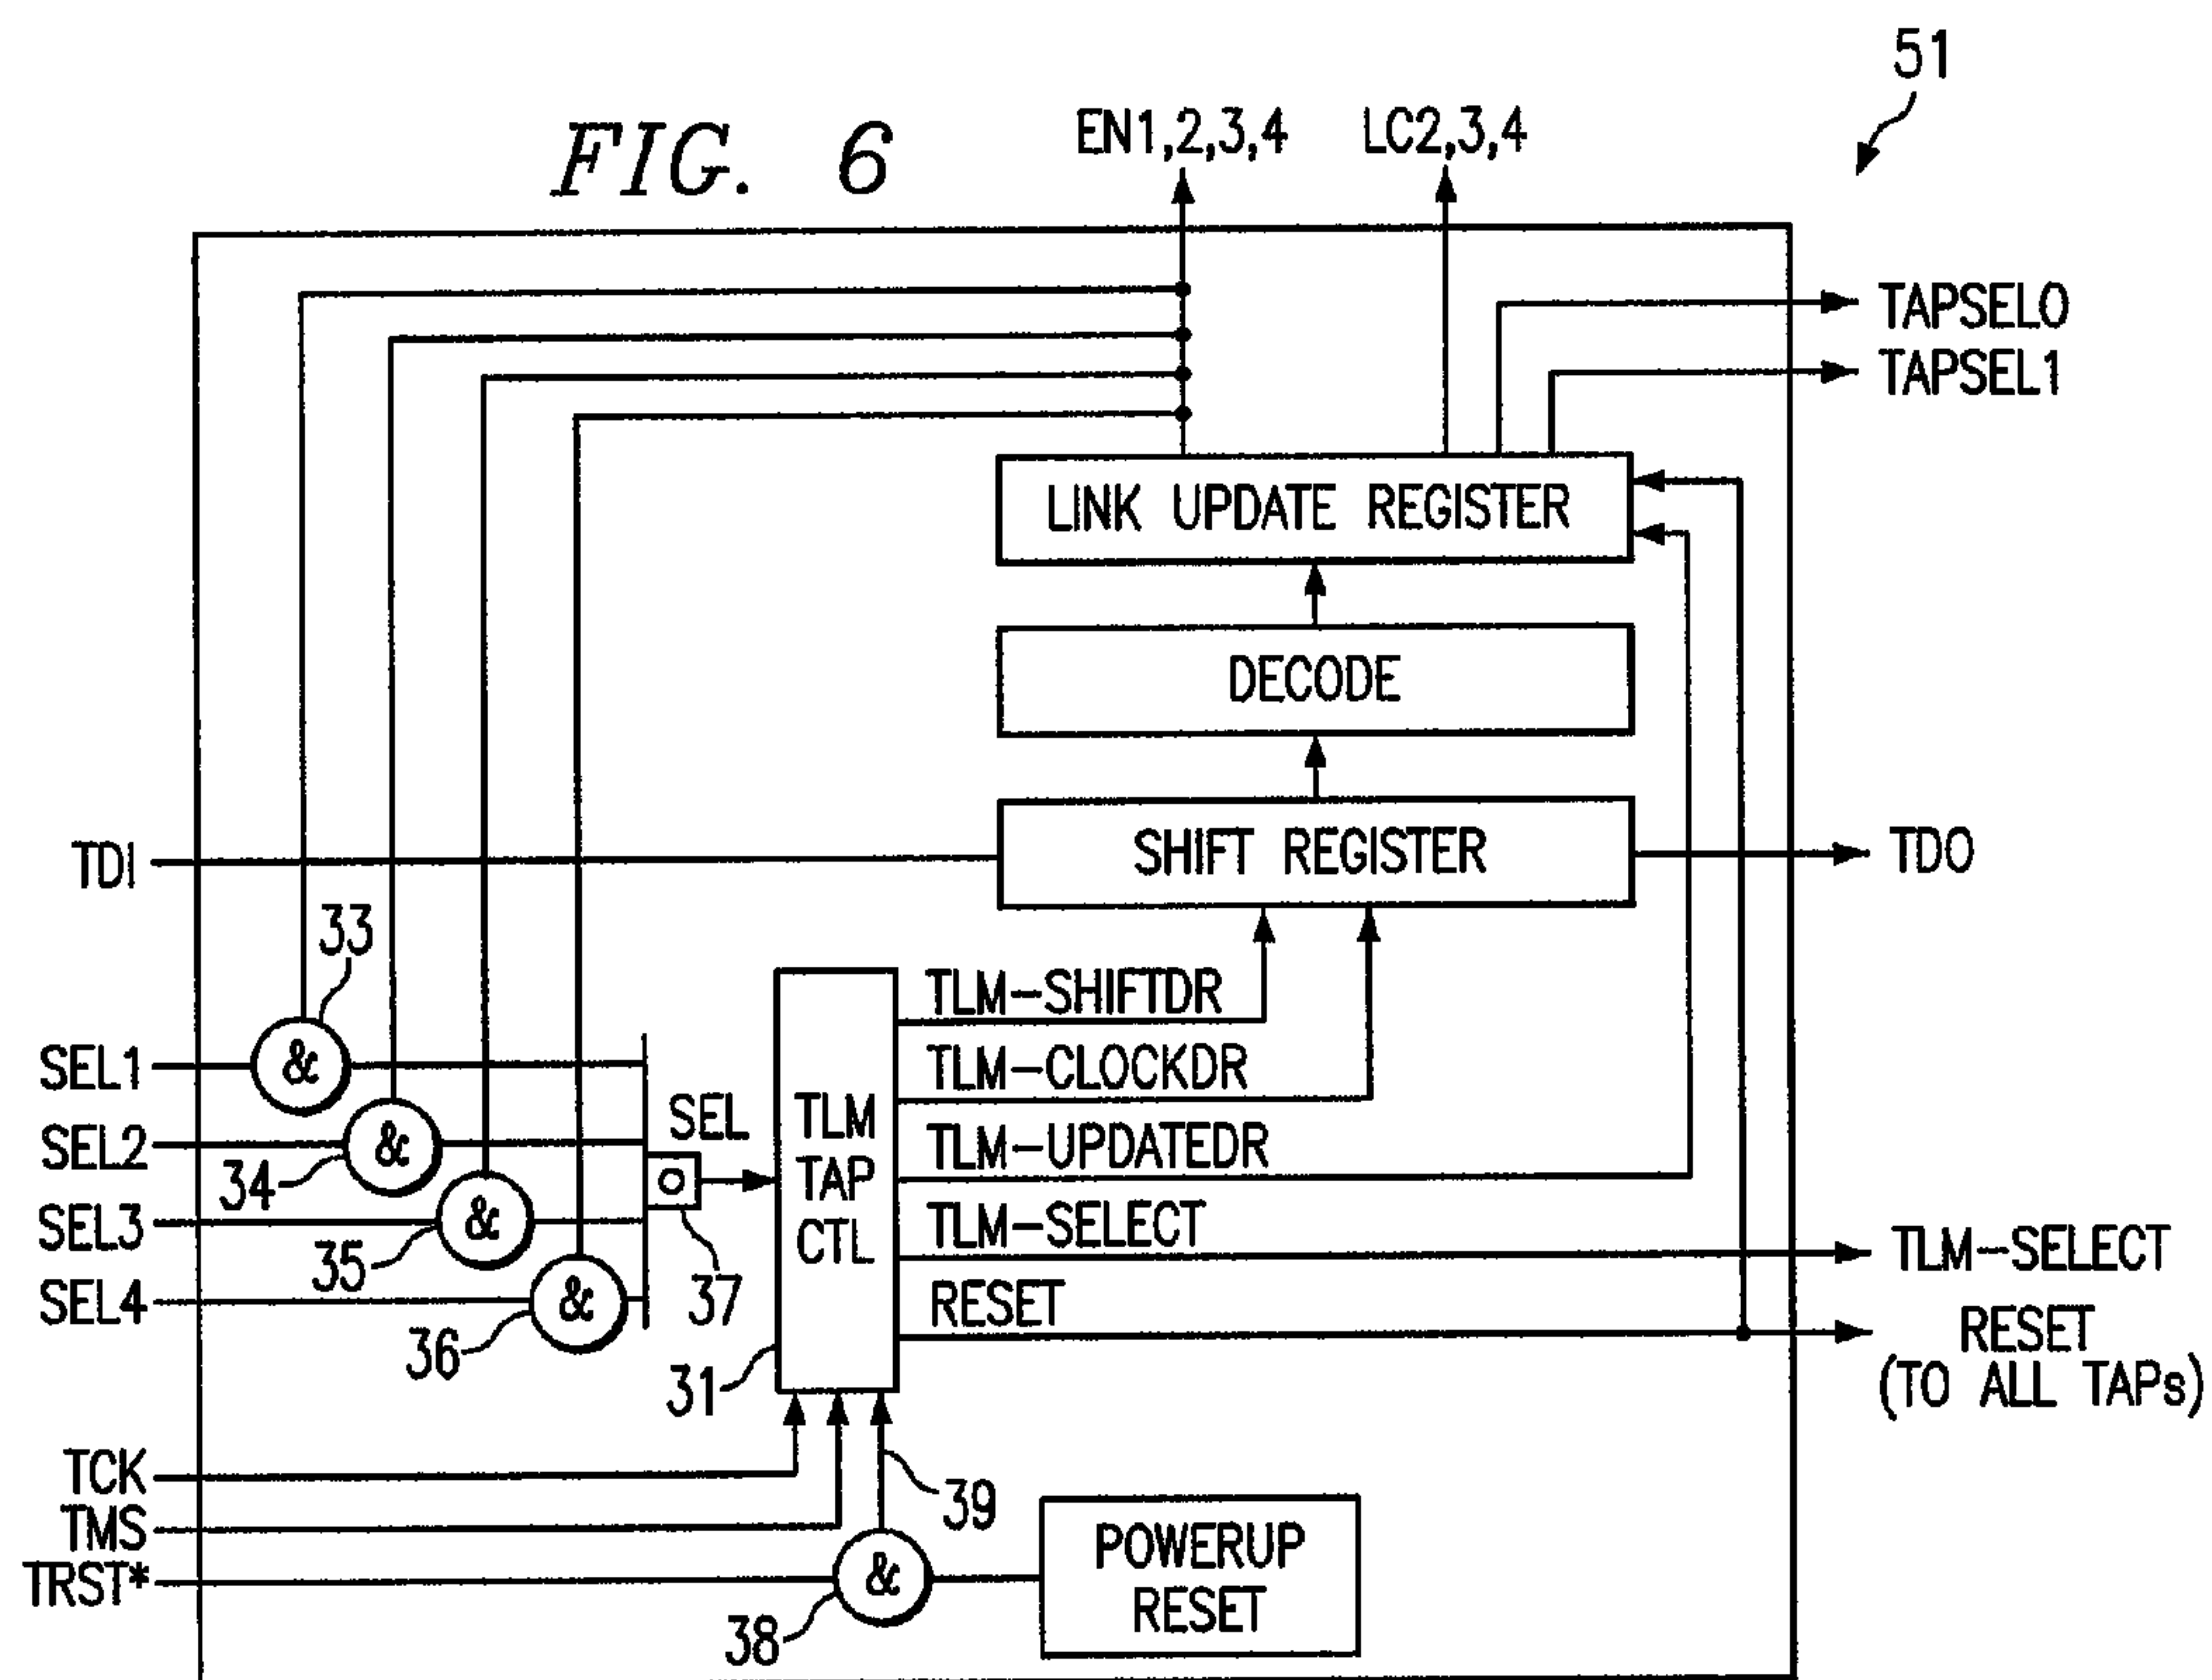 51
FIG. 6
EN1,2,3,4
LC2,3,4
TAPSEL0
TAPSEL1
LINK UPDATE REGISTER
DECODE
SHIFT REGISTER
TDI
TDO
33
SEL1
&
SEL2
&
34
SEL3
&
35
SEL4
&
36
SEL
O
37
TLM
TAP
CTL
31
TLM-SHIFTDR
TLM-CLOCKDR
TLM-UPDATEDR
TLM-SELECT
RESET
TLM-SELECT
RESET
(TO ALL TAPs)
TCK
TMS
TRST*
39
&
38
POWERUP
RESET